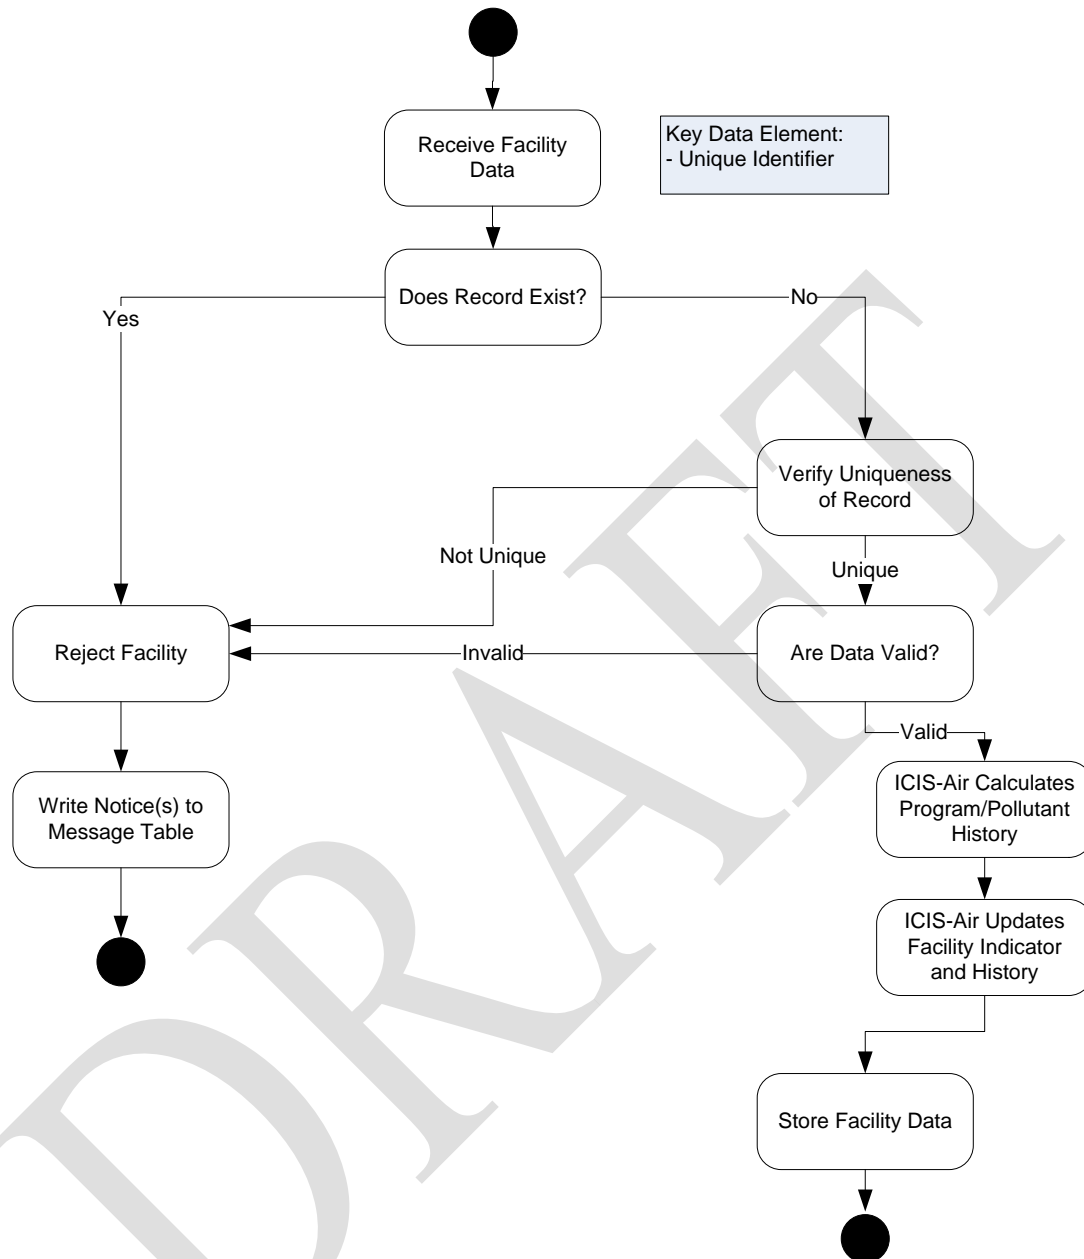 Receive Facility
Data
Key Data Element:
- Unique Identifier
Does Record Exist?
Yes
No
Verify Uniqueness
of Record
Not Unique
Unique
Reject Facility
Invalid
Are Data Valid?
Valid
Write Notice(s) to
Message Table
ICIS-Air Calculates
Program/Pollutant
History
ICIS-Air Updates
Facility Indicator
and History
Store Facility Data
DRAFT